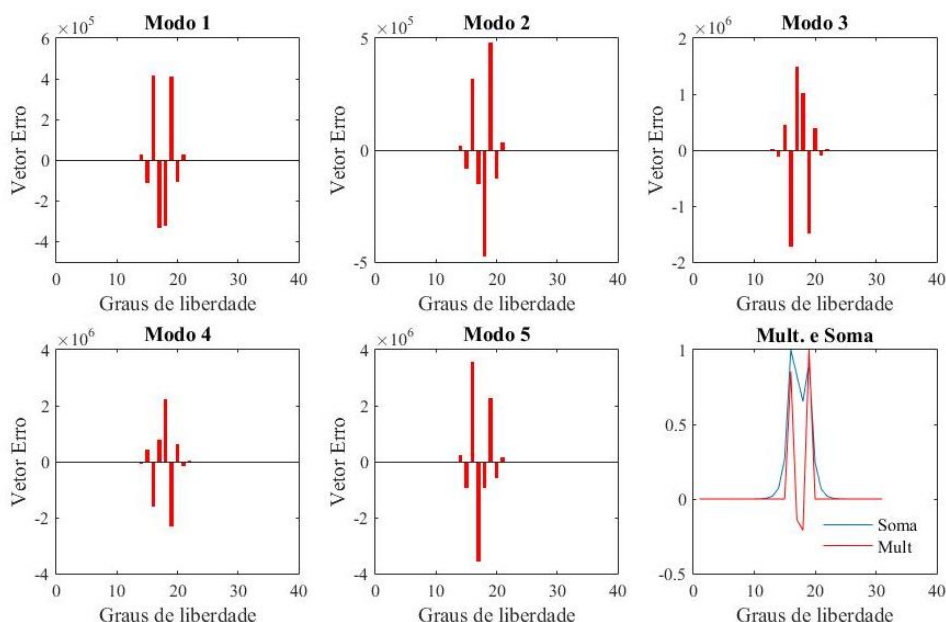 Modo 1
×10^5
Vetor Erro
6
4
2
0
-2
-4
0 10 20 30 40
Graus de liberdade
Modo 2
×10^5
Vetor Erro
5
0
-5
0 10 20 30 40
Graus de liberdade
Modo 3
×10^6
Vetor Erro
2
1
0
-1
-2
0 10 20 30 40
Graus de liberdade
Modo 4
×10^6
Vetor Erro
4
2
0
-2
-4
0 10 20 30 40
Graus de liberdade
Modo 5
×10^6
Vetor Erro
4
2
0
-2
-4
0 10 20 30 40
Graus de liberdade
Mult. e Soma
1
0.5
0
-0.5
Soma
Mult
0 10 20 30 40
Graus de liberdade